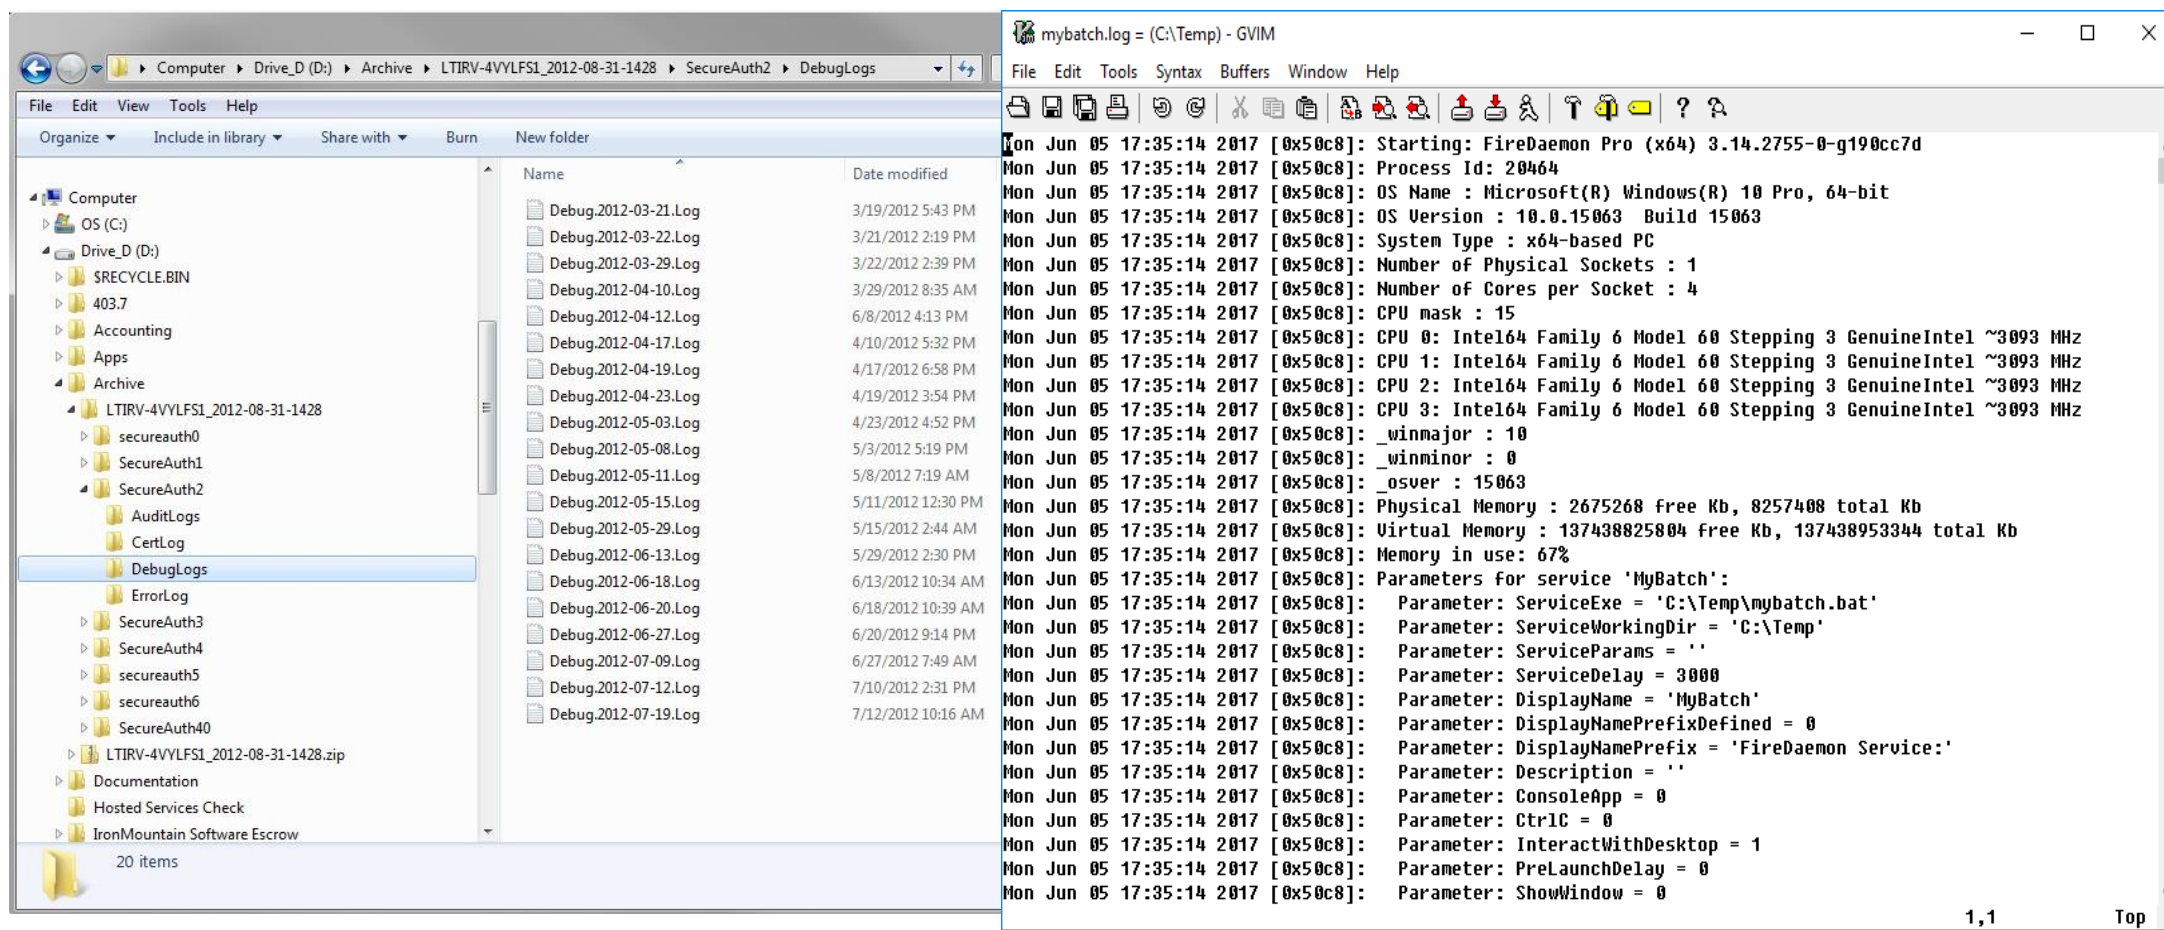 Computer ▸ Drive_D (D:) ▸ Archive ▸ LTIRV-4VYLFS1_2012-08-31-1428 ▸ SecureAuth2 ▸ DebugLogs
File Edit View Tools Help
Organize Include in library Share with Burn New folder
Computer
OS (C:)
Drive_D (D:)
$RECYCLE.BIN
403.7
Accounting
Apps
Archive
LTIRV-4VYLFS1_2012-08-31-1428
secureauth0
SecureAuth1
SecureAuth2
AuditLogs
CertLog
DebugLogs
ErrorLog
SecureAuth3
SecureAuth4
secureauth5
secureauth6
SecureAuth40
LTIRV-4VYLFS1_2012-08-31-1428.zip
Documentation
Hosted Services Check
IronMountain Software Escrow
Name Date modified
Debug.2012-03-21.Log 3/19/2012 5:43 PM
Debug.2012-03-22.Log 3/21/2012 2:19 PM
Debug.2012-03-29.Log 3/22/2012 2:39 PM
Debug.2012-04-10.Log 3/29/2012 8:35 AM
Debug.2012-04-12.Log 6/8/2012 4:13 PM
Debug.2012-04-17.Log 4/10/2012 5:32 PM
Debug.2012-04-19.Log 4/17/2012 6:58 PM
Debug.2012-04-23.Log 4/19/2012 3:54 PM
Debug.2012-05-03.Log 4/23/2012 4:52 PM
Debug.2012-05-08.Log 5/3/2012 5:19 PM
Debug.2012-05-11.Log 5/8/2012 7:19 AM
Debug.2012-05-15.Log 5/11/2012 12:30 PM
Debug.2012-05-29.Log 5/15/2012 2:44 AM
Debug.2012-06-13.Log 5/29/2012 2:30 PM
Debug.2012-06-18.Log 6/13/2012 10:34 AM
Debug.2012-06-20.Log 6/18/2012 10:39 AM
Debug.2012-06-27.Log 6/20/2012 9:14 PM
Debug.2012-07-09.Log 6/27/2012 7:49 AM
Debug.2012-07-12.Log 7/10/2012 2:31 PM
Debug.2012-07-19.Log 7/12/2012 10:16 AM
20 items
mybatch.log = (C:\Temp) - GVIM
File Edit Tools Syntax Buffers Window Help
Mon Jun 05 17:35:14 2017 [0x50c8]: Starting: FireDaemon Pro (x64) 3.14.2755-0-g190cc7d
Mon Jun 05 17:35:14 2017 [0x50c8]: Process Id: 20464
Mon Jun 05 17:35:14 2017 [0x50c8]: OS Name : Microsoft(R) Windows(R) 10 Pro, 64-bit
Mon Jun 05 17:35:14 2017 [0x50c8]: OS Version : 10.0.15063 Build 15063
Mon Jun 05 17:35:14 2017 [0x50c8]: System Type : x64-based PC
Mon Jun 05 17:35:14 2017 [0x50c8]: Number of Physical Sockets : 1
Mon Jun 05 17:35:14 2017 [0x50c8]: Number of Cores per Socket : 4
Mon Jun 05 17:35:14 2017 [0x50c8]: CPU mask : 15
Mon Jun 05 17:35:14 2017 [0x50c8]: CPU 0: Intel64 Family 6 Model 60 Stepping 3 GenuineIntel ~3093 MHz
Mon Jun 05 17:35:14 2017 [0x50c8]: CPU 1: Intel64 Family 6 Model 60 Stepping 3 GenuineIntel ~3093 MHz
Mon Jun 05 17:35:14 2017 [0x50c8]: CPU 2: Intel64 Family 6 Model 60 Stepping 3 GenuineIntel ~3093 MHz
Mon Jun 05 17:35:14 2017 [0x50c8]: CPU 3: Intel64 Family 6 Model 60 Stepping 3 GenuineIntel ~3093 MHz
Mon Jun 05 17:35:14 2017 [0x50c8]: _winmajor : 10
Mon Jun 05 17:35:14 2017 [0x50c8]: _winminor : 0
Mon Jun 05 17:35:14 2017 [0x50c8]: _osver : 15063
Mon Jun 05 17:35:14 2017 [0x50c8]: Physical Memory : 2675268 free Kb, 8257408 total Kb
Mon Jun 05 17:35:14 2017 [0x50c8]: Virtual Memory : 137438825804 free Kb, 137438953344 total Kb
Mon Jun 05 17:35:14 2017 [0x50c8]: Memory in use: 67%
Mon Jun 05 17:35:14 2017 [0x50c8]: Parameters for service 'MyBatch':
Mon Jun 05 17:35:14 2017 [0x50c8]: Parameter: ServiceExe = 'C:\Temp\mybatch.bat'
Mon Jun 05 17:35:14 2017 [0x50c8]: Parameter: ServiceWorkingDir = 'C:\Temp'
Mon Jun 05 17:35:14 2017 [0x50c8]: Parameter: ServiceParams = ''
Mon Jun 05 17:35:14 2017 [0x50c8]: Parameter: ServiceDelay = 3000
Mon Jun 05 17:35:14 2017 [0x50c8]: Parameter: DisplayName = 'MyBatch'
Mon Jun 05 17:35:14 2017 [0x50c8]: Parameter: DisplayNamePrefixDefined = 0
Mon Jun 05 17:35:14 2017 [0x50c8]: Parameter: DisplayNamePrefix = 'FireDaemon Service:'
Mon Jun 05 17:35:14 2017 [0x50c8]: Parameter: Description = ''
Mon Jun 05 17:35:14 2017 [0x50c8]: Parameter: ConsoleApp = 0
Mon Jun 05 17:35:14 2017 [0x50c8]: Parameter: CtrlC = 0
Mon Jun 05 17:35:14 2017 [0x50c8]: Parameter: InteractWithDesktop = 1
Mon Jun 05 17:35:14 2017 [0x50c8]: Parameter: PreLaunchDelay = 0
Mon Jun 05 17:35:14 2017 [0x50c8]: Parameter: ShowWindow = 0
1,1 Top